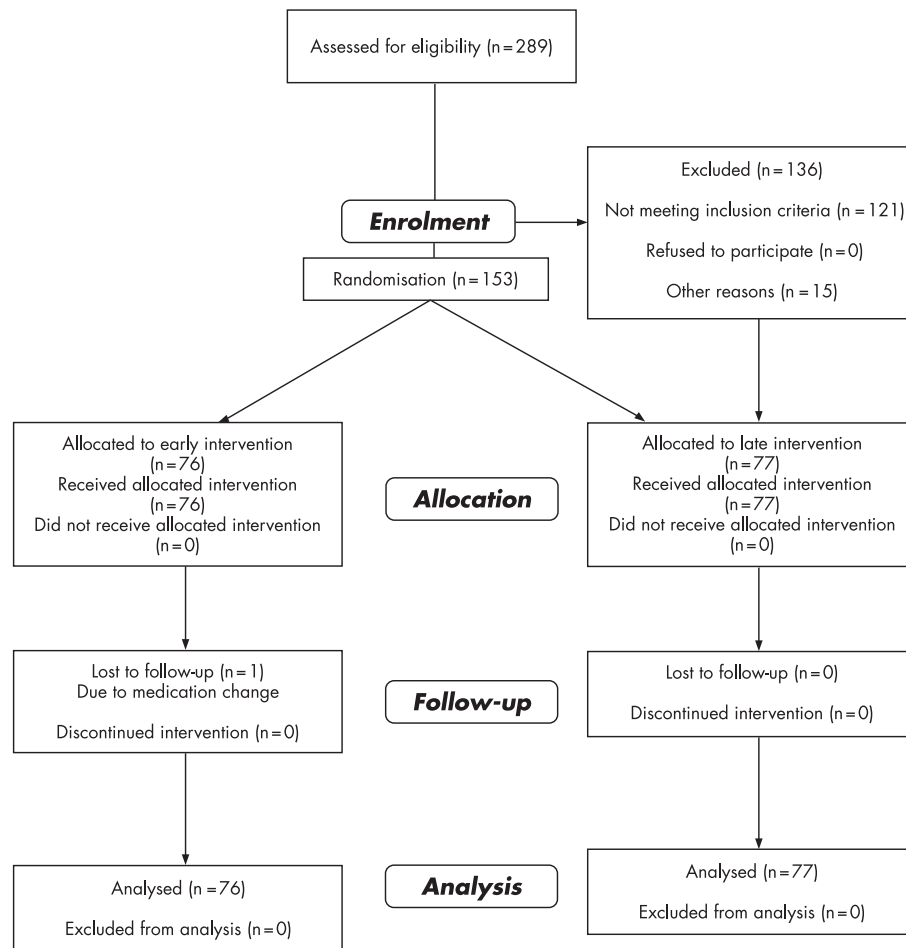 Assessed for eligibility (n=289)
Excluded (n=136)
Not meeting inclusion criteria (n=121)
Refused to participate (n=0)
Other reasons (n=15)
Enrolment
Randomisation (n=153)
Allocated to early intervention
(n=76)
Received allocated intervention
(n=76)
Did not receive allocated intervention
(n=0)
Allocation
Allocated to late intervention
(n=77)
Received allocated intervention
(n=77)
Did not receive allocated intervention
(n=0)
Lost to follow-up (n=1)
Due to medication change
Discontinued intervention (n=0)
Follow-up
Lost to follow-up (n=0)
Discontinued intervention (n=0)
Analysed (n=76)
Excluded from analysis (n=0)
Analysis
Analysed (n=77)
Excluded from analysis (n=0)